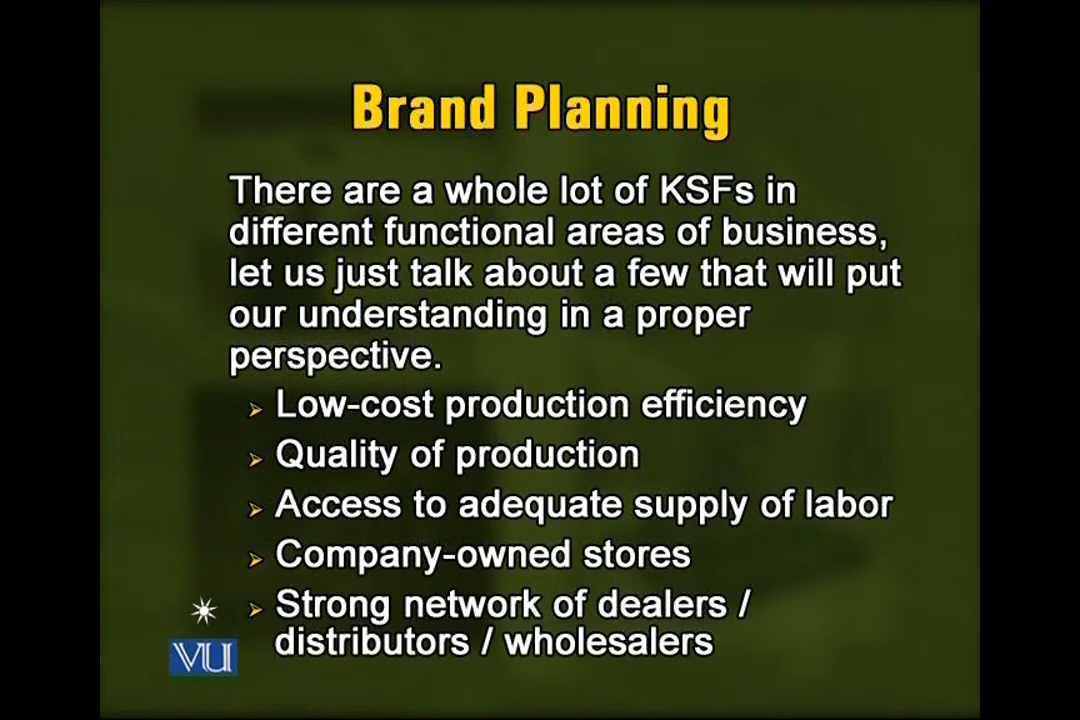 Brand Planning
There are a whole lot of KSFs in
different functional areas of business,
let us just talk about a few that will put
our understanding in a proper
perspective.
Low-cost production efficiency
Quality of production
Access to adequate supply of labor
Company-owned stores
Strong network of dealers /
distributors / wholesalers
VU